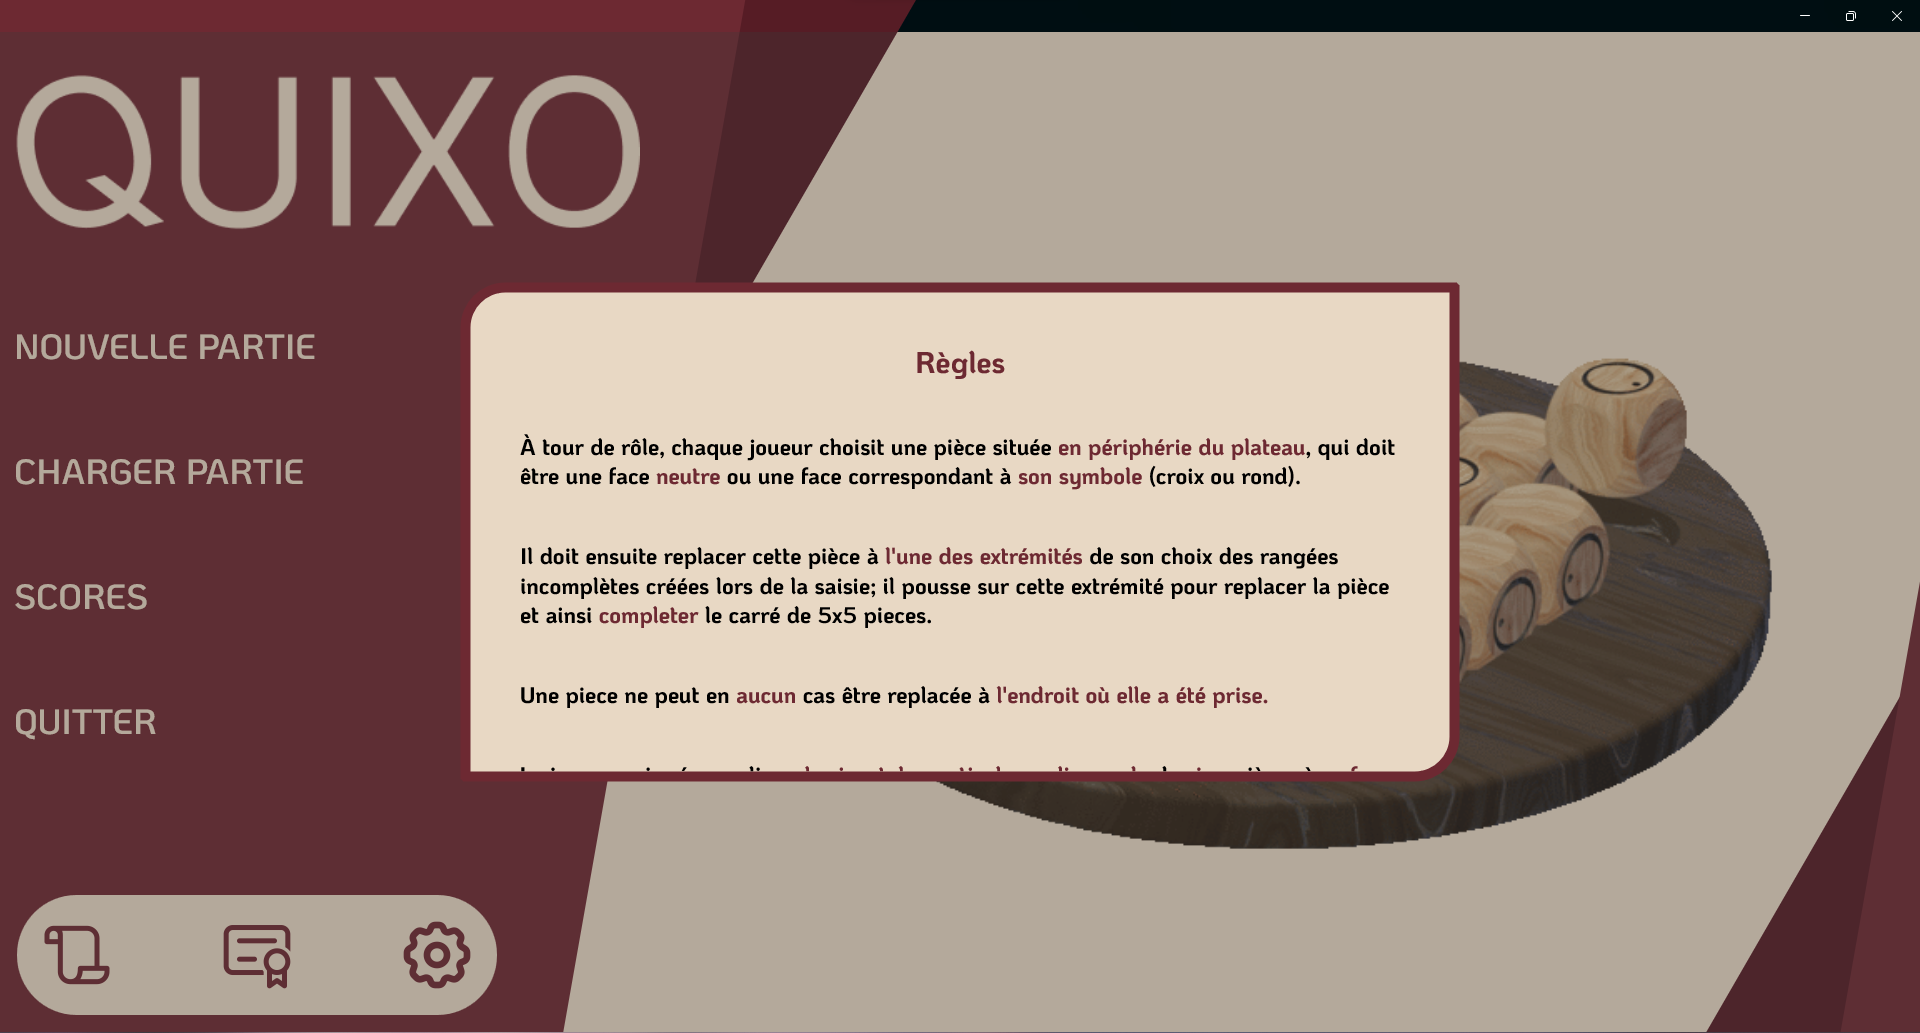 QUIXO
NOUVELLE PARTIE
CHARGER PARTIE
SCORES
QUITTER
Règles
À tour de rôle, chaque joueur choisit une pièce située en périphérie du plateau, qui doit
être une face neutre ou une face correspondant à son symbole (croix ou rond).
Il doit ensuite replacer cette pièce à l'une des extrémités de son choix des rangées
incomplètes créées lors de la saisie; il pousse sur cette extrémité pour replacer la pièce
et ainsi completer le carré de 5x5 pieces.
Une piece ne peut en aucun cas être replacée à l'endroit où elle a été prise.